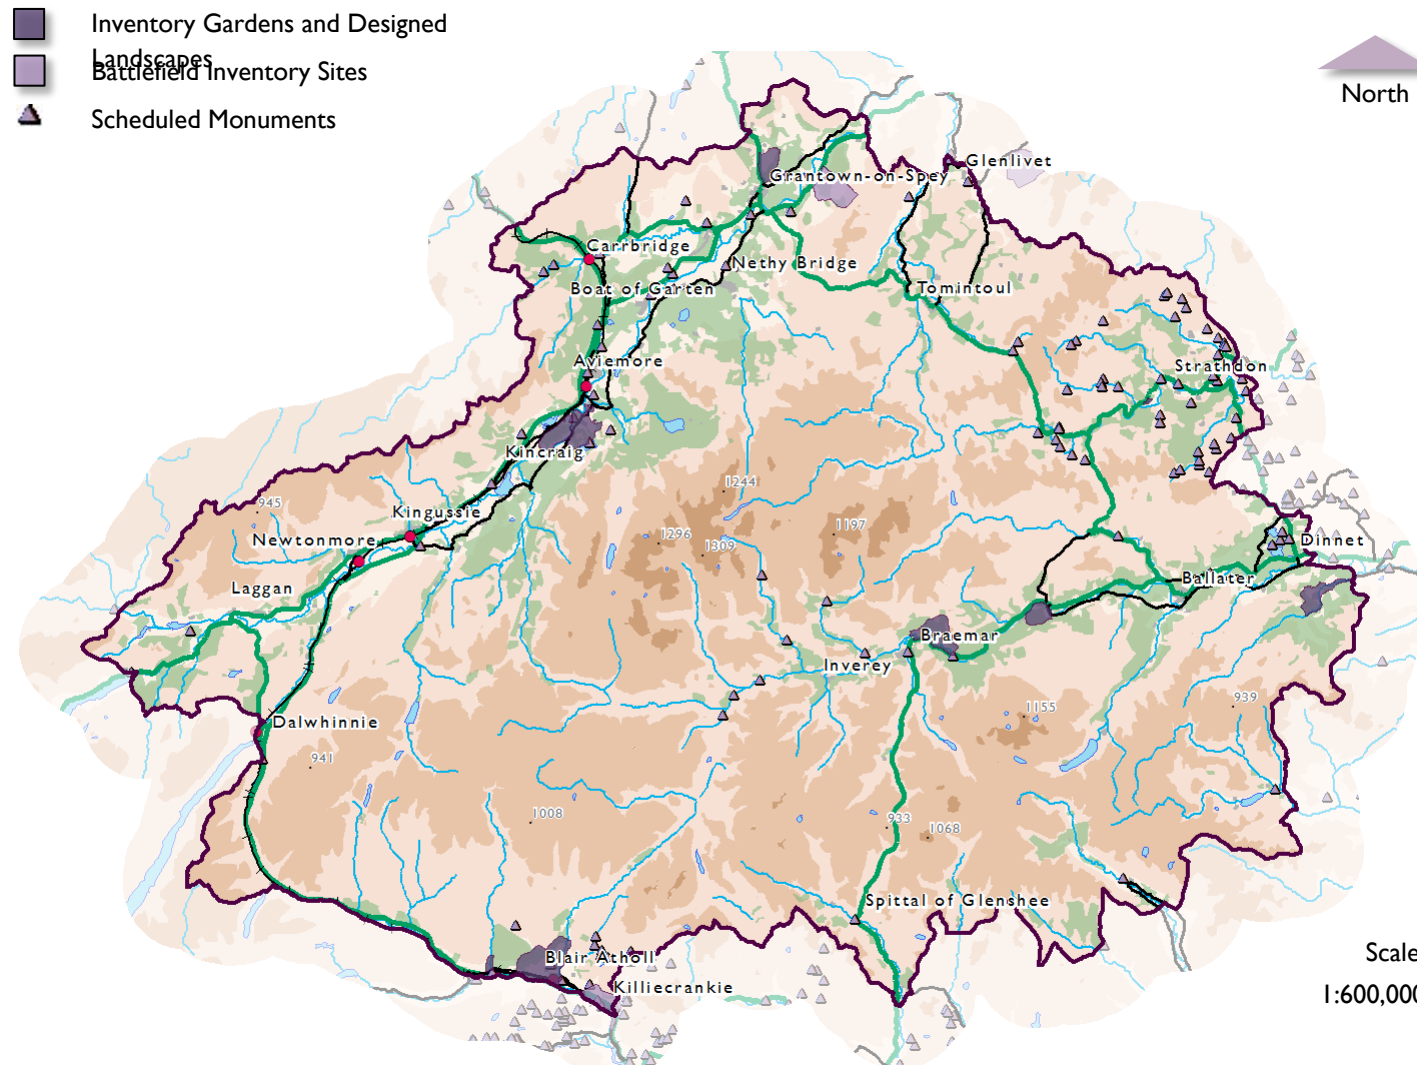 Inventory Gardens and Designed
Landscapes
Battlefield Inventory Sites
Scheduled Monuments
North
Glenlivet
Grantown-on-Spey
Carrbridge
Nethy Bridge
Boat of Garten
Tomintoul
Aviemore
Strathdon
Kincraig
1244
945
Kingussie
1197
1296
Newtonmore
1309
Dinnet
Ballater
Laggan
Braemar
Inverey
939
1155
Dalwhinnie
941
1008
933
1068
Spittal of Glenshee
Blair Atholl
Killiecrankie
Scale
1:600,000